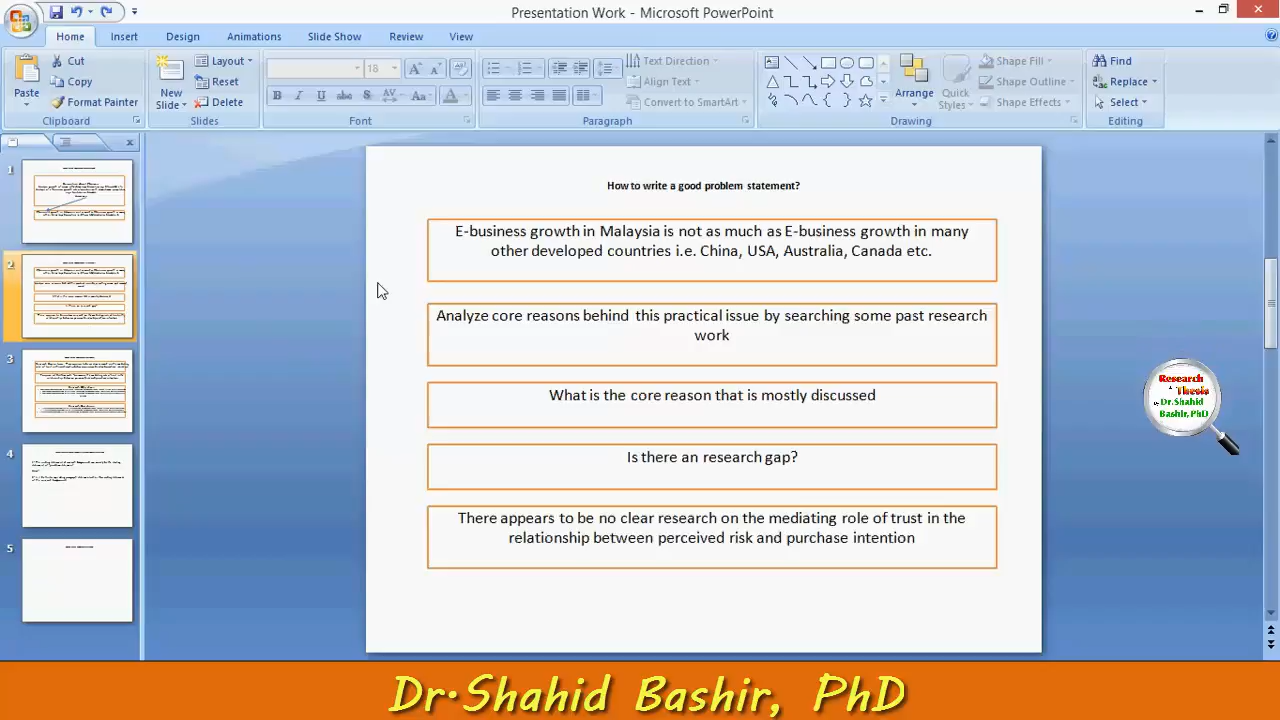 Presentation Work - Microsoft PowerPoint
Home Insert Design Animations Slide Show Review View
Paste
Cut
Copy
Format Painter
Clipboard
New
Slide
Layout
Reset
Delete
Slides
18
Font
Text Direction
Align Text
Convert to SmartArt
Paragraph
Arrange
Quick
Styles
Shape Fill
Shape Outline
Shape Effects
Drawing
Find
Replace
Select
Editing
1
2
3
4
5
How to write a good problem statement?
E-business growth in Malaysia is not as much as E-business growth in many
other developed countries i.e. China, USA, Australia, Canada etc.
Analyze core reasons behind this practical issue by searching some past research
work
What is the core reason that is mostly discussed
Is there an research gap?
There appears to be no clear research on the mediating role of trust in the
relationship between perceived risk and purchase intention
Research
Thesis
Dr.Shahid
Bashir, PhD
Dr.Shahid Bashir, PhD